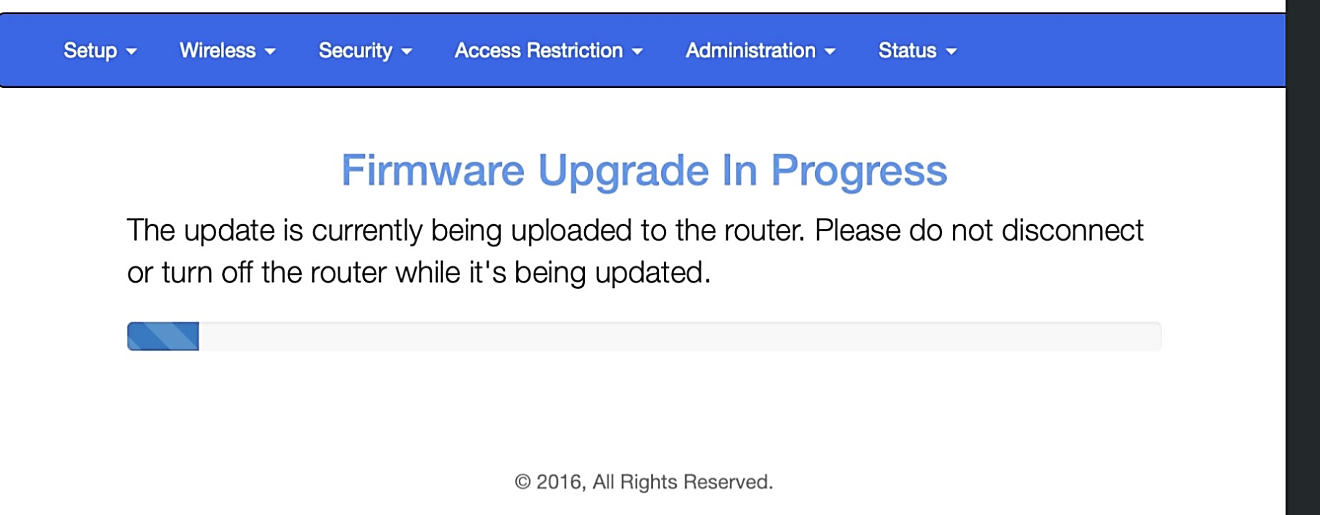 Setup Wireless Security Access Restriction Administration Status
Firmware Upgrade In Progress
The update is currently being uploaded to the router. Please do not disconnect
or turn off the router while it's being updated.
© 2016, All Rights Reserved.